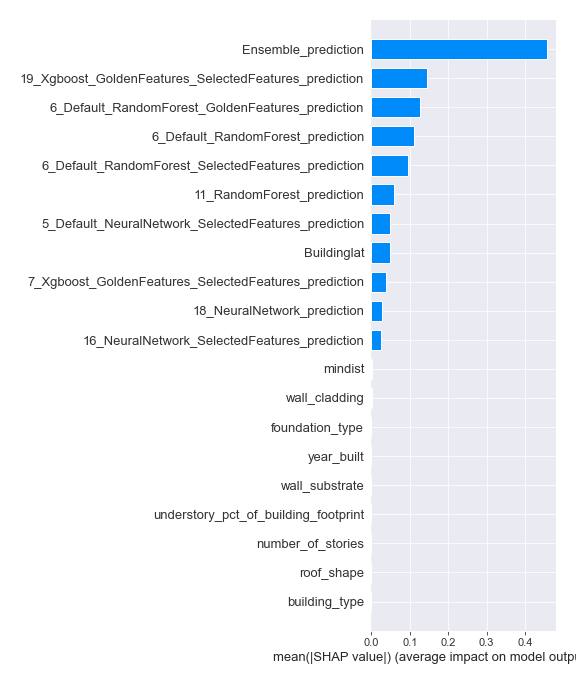 Ensemble_prediction
19_Xgboost_GoldenFeatures_SelectedFeatures_prediction
6_Default_RandomForest_GoldenFeatures_prediction
6_Default_RandomForest_prediction
6_Default_RandomForest_SelectedFeatures_prediction
11_RandomForest_prediction
5_Default_NeuralNetwork_SelectedFeatures_prediction
Buildinglat
7_Xgboost_GoldenFeatures_SelectedFeatures_prediction
18_NeuralNetwork_prediction
16_NeuralNetwork_SelectedFeatures_prediction
mindist
wall_cladding
foundation_type
year_built
wall_substrate
understory_pct_of_building_footprint
number_of_stories
roof_shape
building_type
0.0 0.1 0.2 0.3 0.4
mean(|SHAP value|) (average impact on model outpu